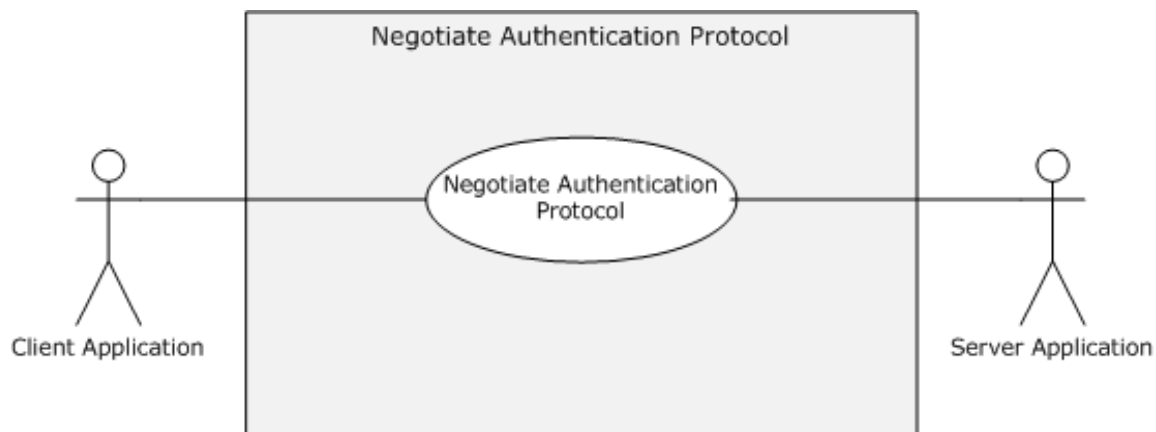 Negotiate Authentication Protocol
Negotiate Authentication
Protocol
Client Application
Server Application